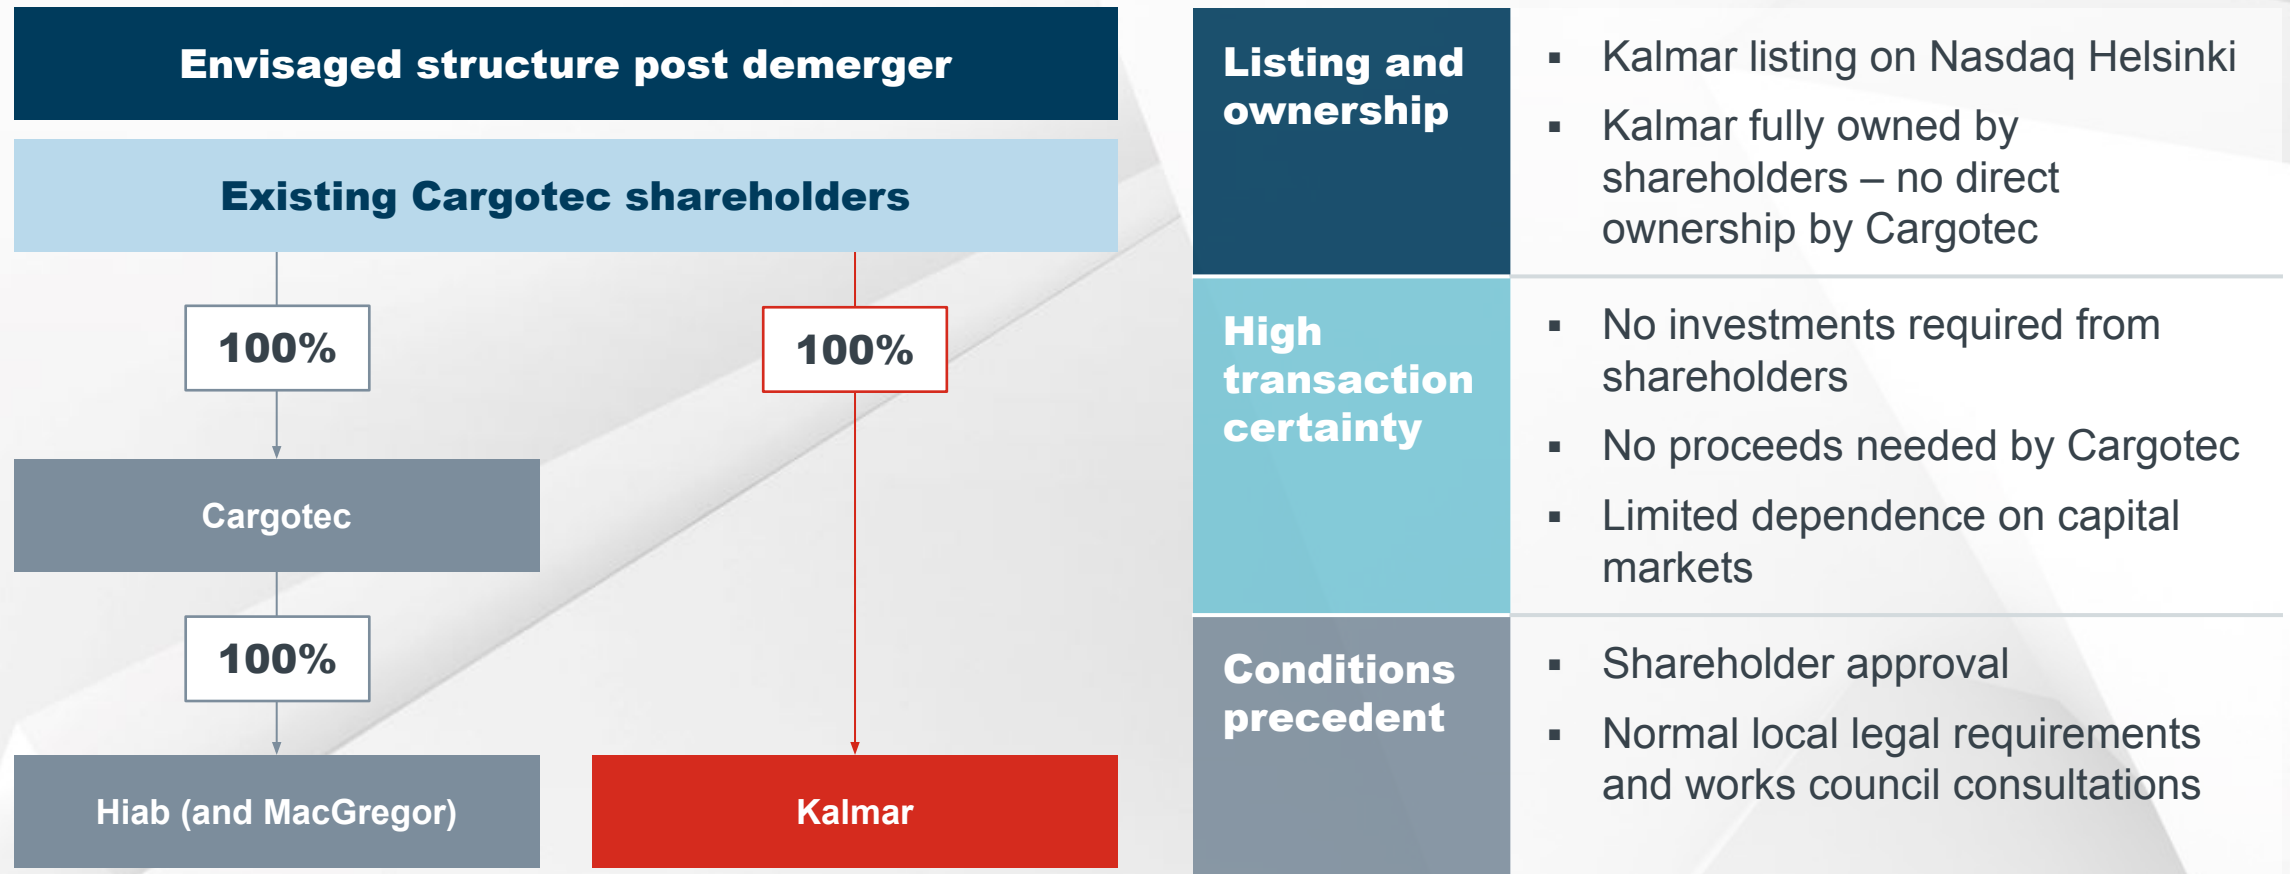 Envisaged structure post demerger
Existing Cargotec shareholders
100%
100%
Cargotec
100%
Hiab (and MacGregor)
Kalmar
Listing and
ownership
▪ Kalmar listing on Nasdaq Helsinki
▪ Kalmar fully owned by
shareholders – no direct
ownership by Cargotec
High
transaction
certainty
▪ No investments required from
shareholders
▪ No proceeds needed by Cargotec
▪ Limited dependence on capital
markets
Conditions
precedent
▪ Shareholder approval
▪ Normal local legal requirements
and works council consultations